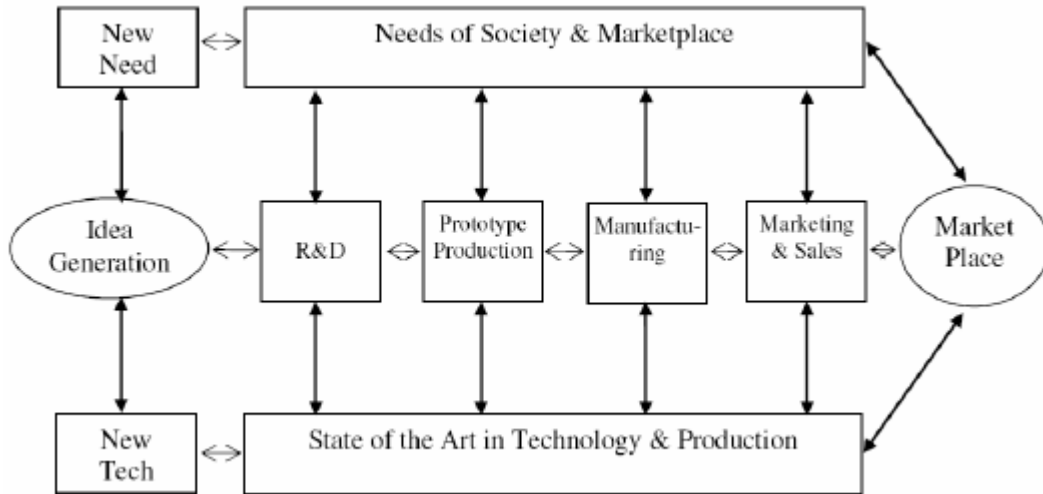 New
Need
Needs of Society & Marketplace
Idea
Generation
R&D
Prototype
Production
Manufactu-
ring
Marketing
& Sales
Market
Place
New
Tech
State of the Art in Technology & Production